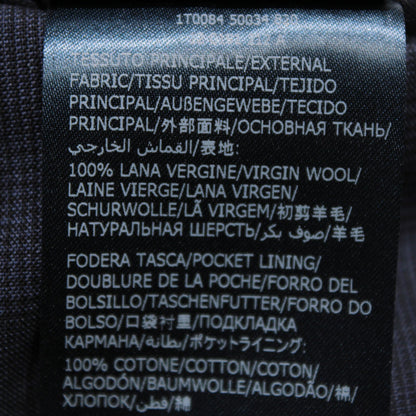 1T0084 50034 820
TESSUTO PRINCIPALE/EXTERNAL
FABRIC/TISSU PRINCIPAL/TEJIDO
PRINCIPAL/AUßENGEWEBE/TECIDO
PRINCIPAL/外部面料/ОСНОВНАЯ ТКАНЬ/
القماش الخارجي/表地:
100% LANA VERGINE/VIRGIN WOOL/
LAINE VIERGE/LANA VIRGEN/
SCHURWOLLE/LÃ VIRGEM/初剪羊毛/
НАТУРАЛЬНАЯ ШЕРСТЬ/صوف بكر/羊毛
FODERA TASCA/POCKET LINING/
DOUBLURE DE LA POCHE/FORRO DEL
BOLSILLO/TASCHENFUTTER/FORRO DO
BOLSO/口袋衬里/ПОДКЛАДКА
КАРМАНА/بطانة/ポケットライニング:
100% COTONE/COTTON/COTON/
ALGODÓN/BAUMWOLLE/ALGODÃO/棉/
ХЛОПОК/قطن/綿